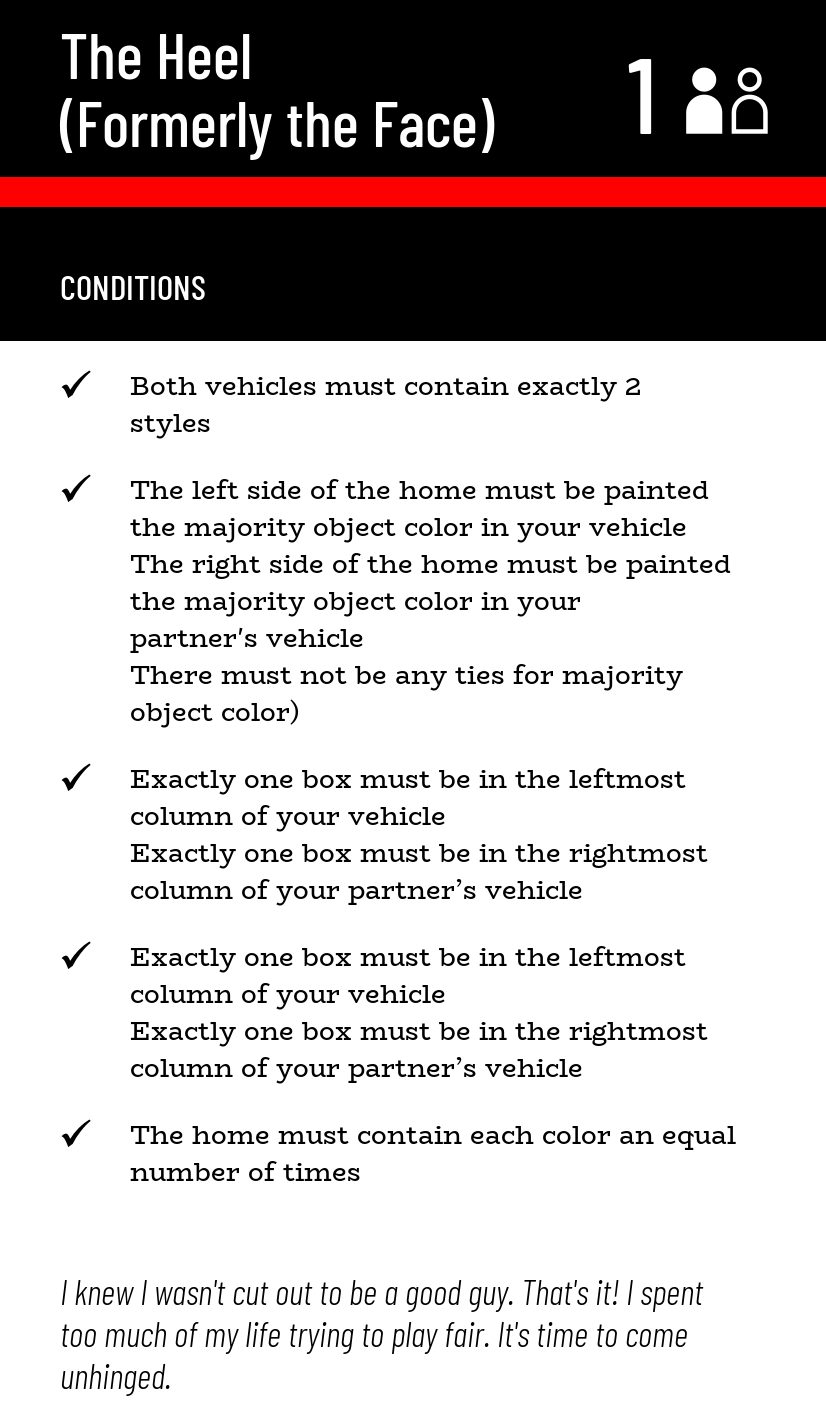 The Heel
(Formerly the Face)
1
CONDITIONS
✓ Both vehicles must contain exactly 2
styles
✓ The left side of the home must be painted
the majority object color in your vehicle
The right side of the home must be painted
the majority object color in your
partner's vehicle
There must not be any ties for majority
object color)
✓ Exactly one box must be in the leftmost
column of your vehicle
Exactly one box must be in the rightmost
column of your partner’s vehicle
✓ Exactly one box must be in the leftmost
column of your vehicle
Exactly one box must be in the rightmost
column of your partner’s vehicle
✓ The home must contain each color an equal
number of times
I knew I wasn't cut out to be a good guy. That's it! I spent
too much of my life trying to play fair. It's time to come
unhinged.